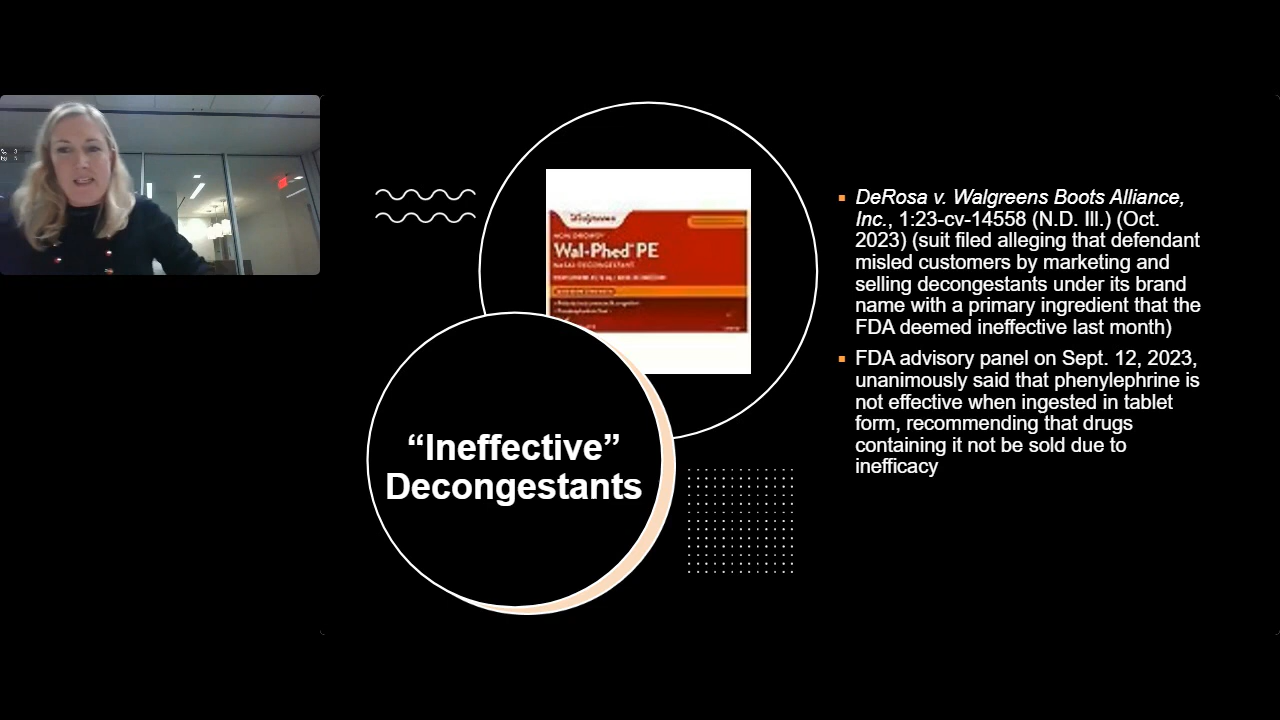 Walgreens
Wal-Phed PE
NASAL DECONGESTANT
“Ineffective”
Decongestants
▪ DeRosa v. Walgreens Boots Alliance,
Inc., 1:23-cv-14558 (N.D. Ill.) (Oct.
2023) (suit filed alleging that defendant
misled customers by marketing and
selling decongestants under its brand
name with a primary ingredient that the
FDA deemed ineffective last month)
▪ FDA advisory panel on Sept. 12, 2023,
unanimously said that phenylephrine is
not effective when ingested in tablet
form, recommending that drugs
containing it not be sold due to
inefficacy